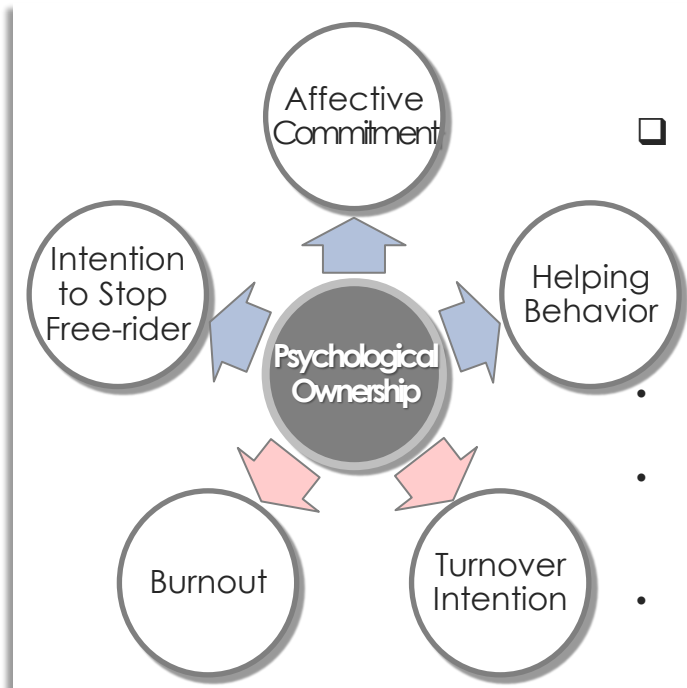 Affective
Commitment
Intention
to Stop
Free-rider
Helping
Behavior
Psychological
Ownership
Burnout
Turnover
Intention